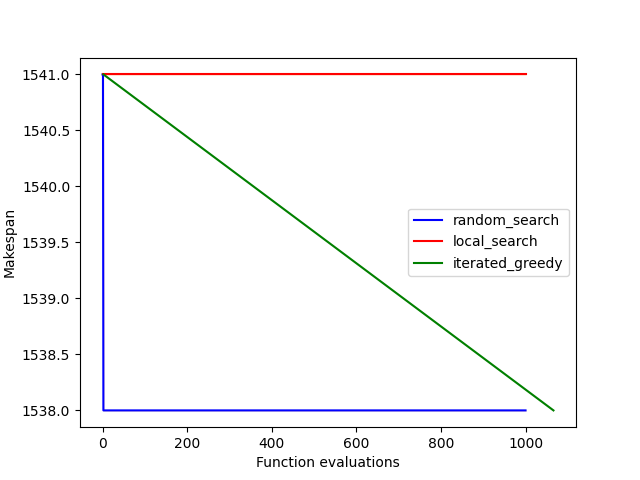 1541.0
1540.5
1540.0
1539.5
1539.0
1538.5
1538.0
Makespan
random_search
local_search
iterated_greedy
0 200 400 600 800 1000
Function evaluations